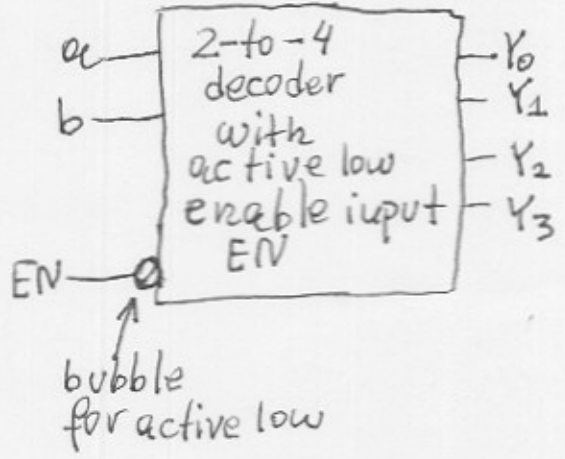 a
b
2-to-4
decoder
with
active low
enable input
EN
Y0
Y1
Y2
Y3
EN
bubble
for active low